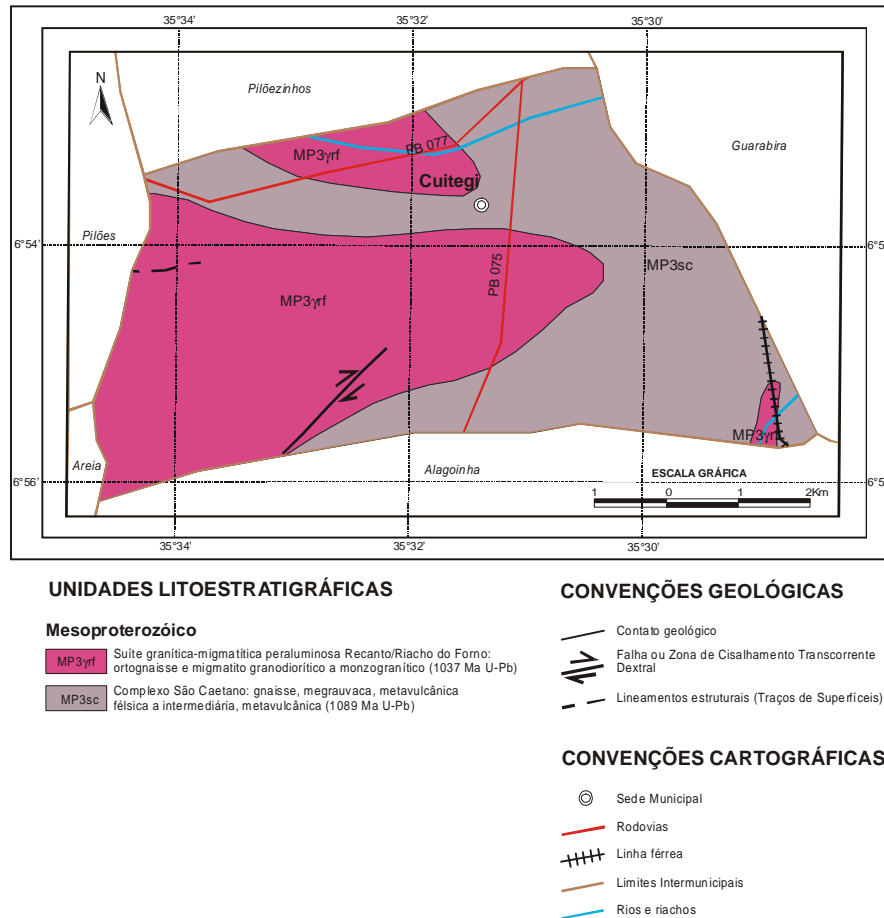 35°34' 35°32' 35°30'
N
Pilõezinhos
Guarabira
PB 077
MP3γrf
Cuitegi
Pilões
6°54' 6°5
MP3sc
PB 075
MP3γrf
MP3γrf
Areia
Alagoinha
ESCALA GRÁFICA
1 0 1 2Km
6°56' 6°5
35°34' 35°32' 35°30'
UNIDADES LITOESTRATIGRÁFICAS
Mesoproterozóico
MP3γrf Suíte granítica-migmatítica peraluminosa Recanto/Riacho do Forno:
ortognaisse e migmatito granodiorítico a monzogranítico (1037 Ma U-Pb)
MP3sc Complexo São Caetano: gnaisse, megrauvaca, metavulcânica
félsica a intermediária, metavulcânica (1089 Ma U-Pb)
CONVENÇÕES GEOLÓGICAS
Contato geológico
Falha ou Zona de Cisalhamento Transcorrente
Dextral
Lineamentos estruturais (Traços de Superfíceis)
CONVENÇÕES CARTOGRÁFICAS
Sede Municipal
Rodovias
Linha férrea
Limites Intermunicipais
Rios e riachos